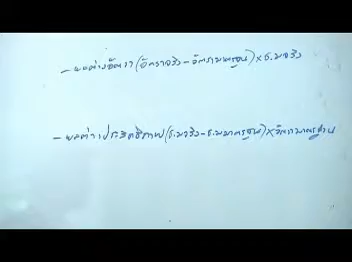 - ผลต่างอัตรา (อัตราจริง-อัตรามาตรฐาน) x ช.ม จริง
- ผลต่างประสิทธิภาพ (ช.มจริง-ช.มมาตรฐาน) x อัตรามาตรฐาน